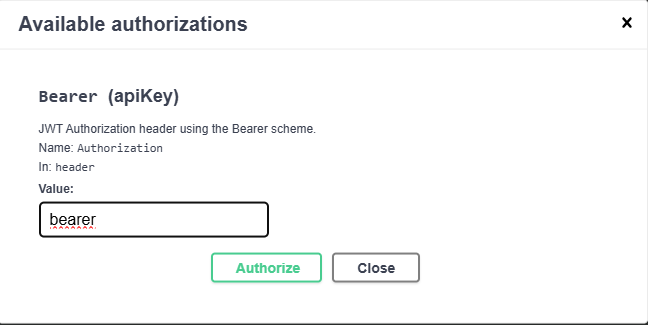 Available authorizations
Bearer (apiKey)
JWT Authorization header using the Bearer scheme.
Name: Authorization
In: header
Value:
bearer
Authorize Close